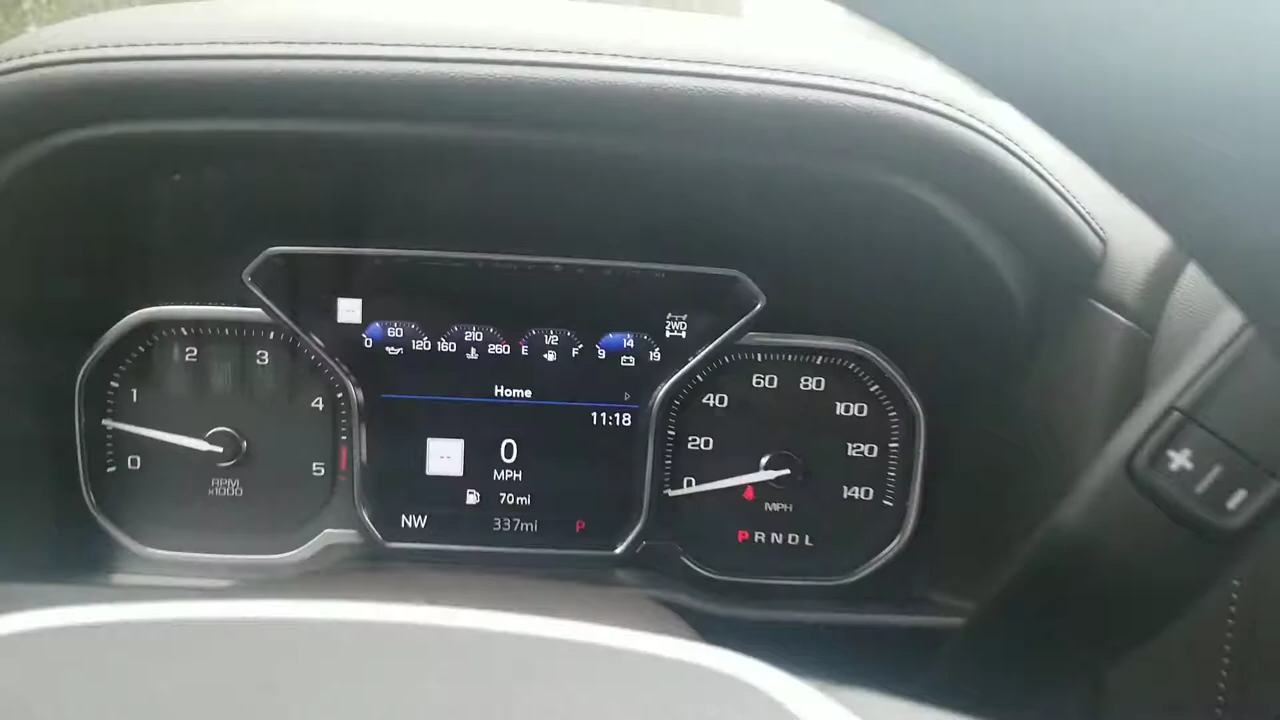 --
60
0 120
210
160 260
1/2
E F
14
9 19
2WD
Home
11:18
--
0
MPH
70 mi
NW 337mi P
0 1 2 3 4 5
RPM
x1000
0 20 40 60 80 100 120 140
MPH
PRNDL